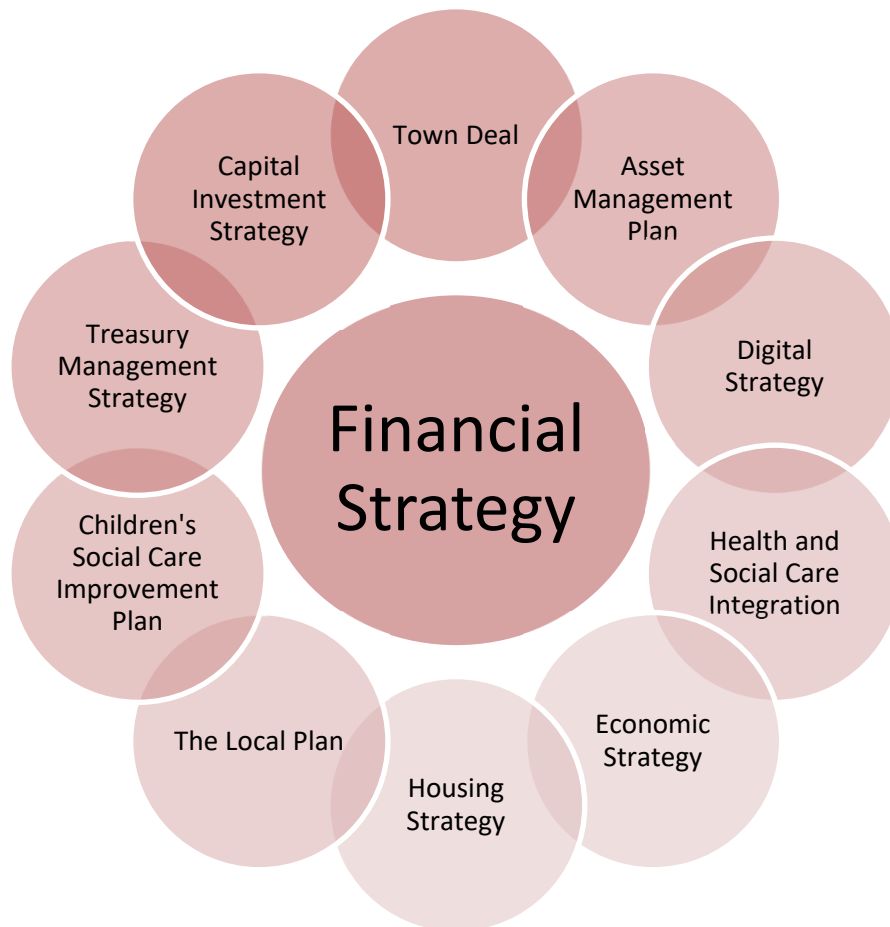 Town Deal
Asset
Management
Plan
Digital
Strategy
Health and
Social Care
Integration
Economic
Strategy
Housing
Strategy
The Local Plan
Children's
Social Care
Improvement
Plan
Treasury
Management
Strategy
Capital
Investment
Strategy
Financial
Strategy